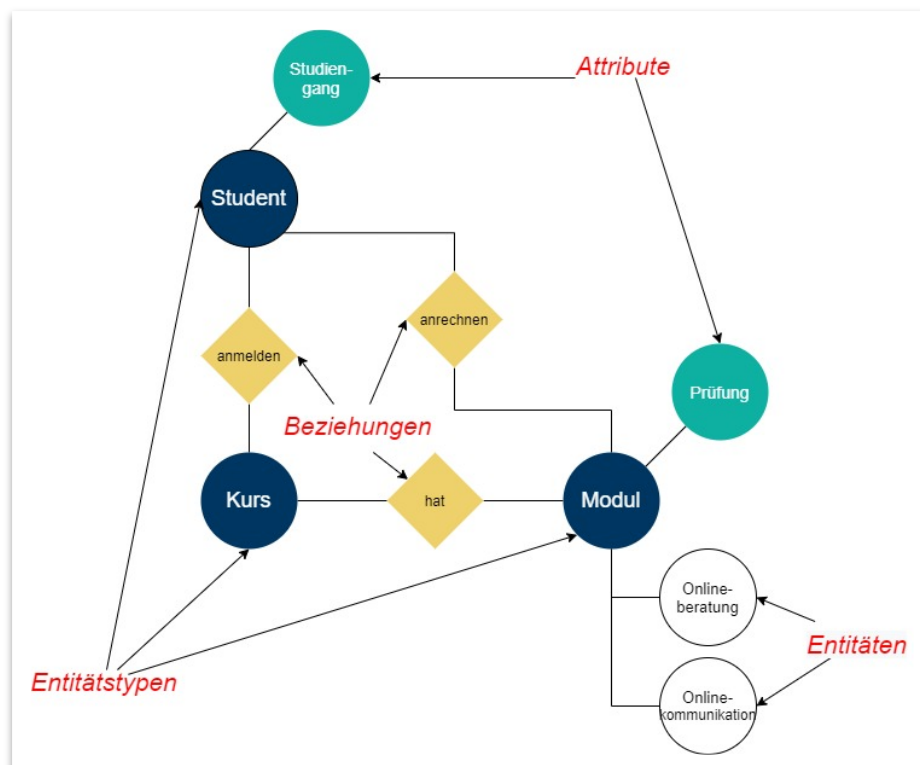 Studien-
gang
Attribute
Student
anrechnen
anmelden
Prüfung
Beziehungen
Kurs
hat
Modul
Online-
beratung
Entitäten
Entitätstypen
Online-
kommunikation